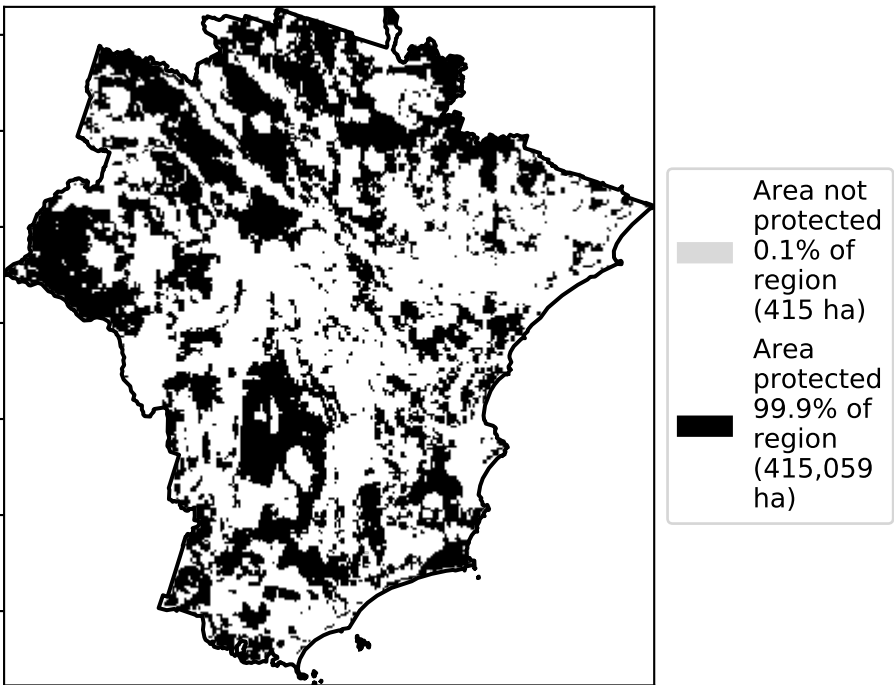 Area not
protected
0.1% of
region
(415 ha)
Area
protected
99.9% of
region
(415,059
ha)